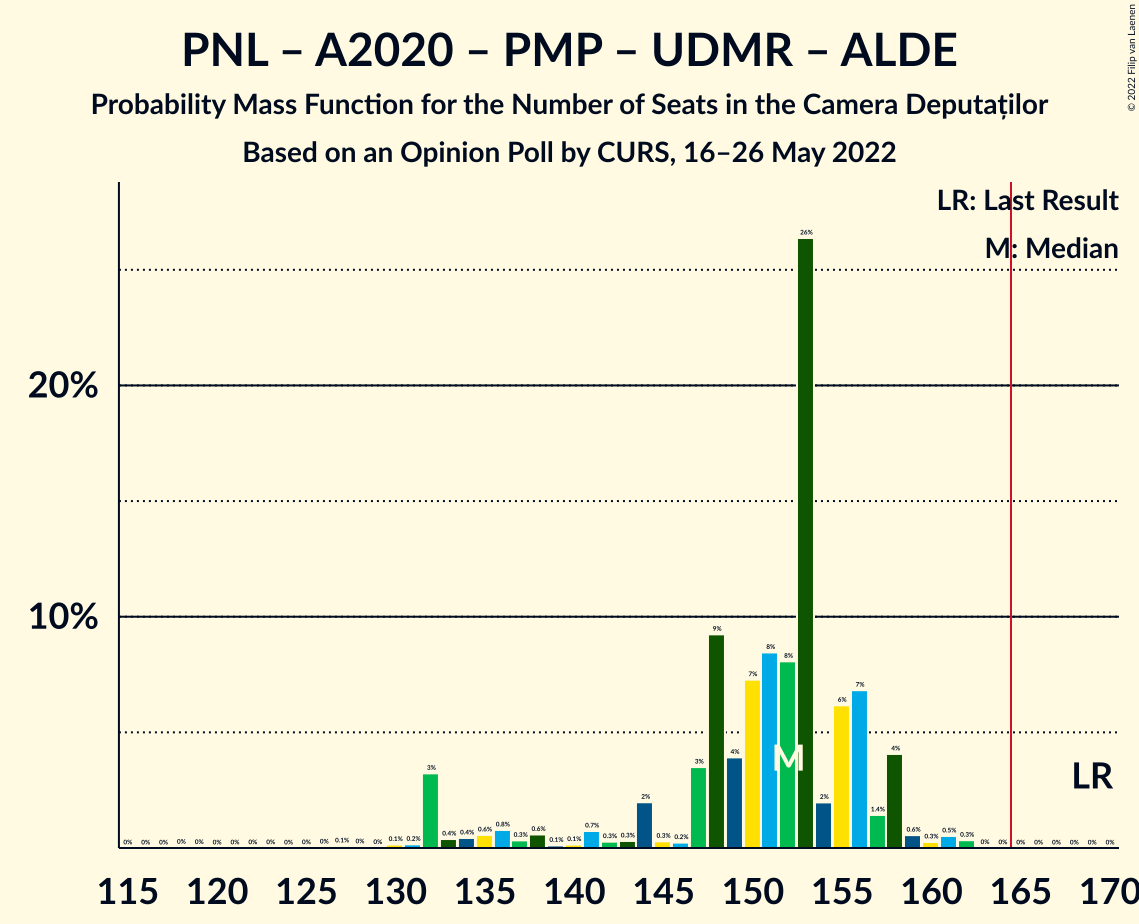 PNL – A2020 – PMP – UDMR – ALDE
Probability Mass Function for the Number of Seats in the Camera Deputaților
Based on an Opinion Poll by CURS, 16–26 May 2022
© 2022 Filip van Laenen
LR: Last Result
M: Median
20%
10%
0% 0% 0% 0% 0% 0% 0% 0% 0% 0% 0% 0% 0.1% 0% 0% 0.1% 0.2% 3% 0.4% 0.4% 0.6% 0.8% 0.3% 0.6% 0.1% 0.1% 0.7% 0.3% 0.3% 2% 0.3% 0.2% 3% 9% 4% 7% 8% 8% 26% 2% 6% 7% 1.4% 4% 0.6% 0.3% 0.5% 0.3% 0% 0% 0% 0% 0% 0% 0% 0%
M
LR
115 120 125 130 135 140 145 150 155 160 165 170